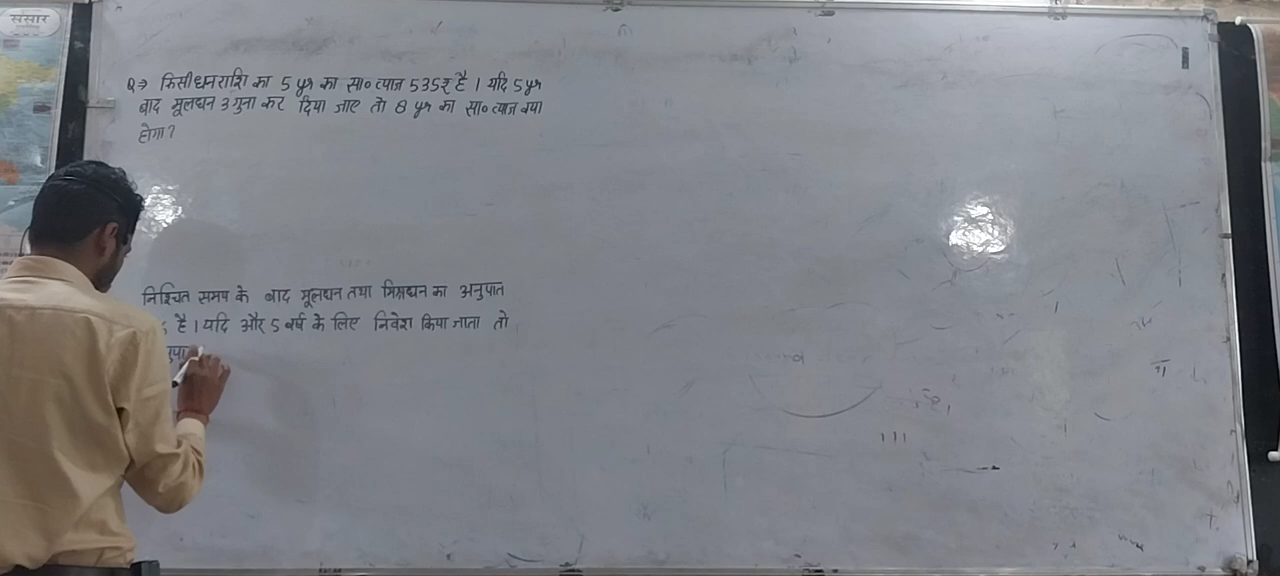 संसार
Q→ किसी धनराशि का 5 yr का सा० ब्याज 535₹ है । यदि 5 yr
बाद मूलधन 3 गुना कर दिया जाए तो 8 yr का सा० ब्याज क्या
होगा ?
निश्चित समय के बाद मूलधन तथा मिश्रधन का अनुपात
है । यदि और 5 वर्ष के लिए निवेश किया जाता तो